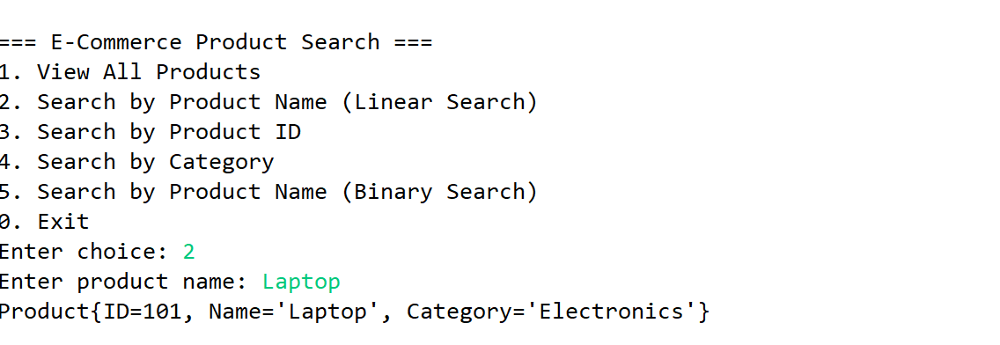 === E-Commerce Product Search ===
1. View All Products
2. Search by Product Name (Linear Search)
3. Search by Product ID
4. Search by Category
5. Search by Product Name (Binary Search)
0. Exit
Enter choice: 2
Enter product name: Laptop
Product{ID=101, Name='Laptop', Category='Electronics'}